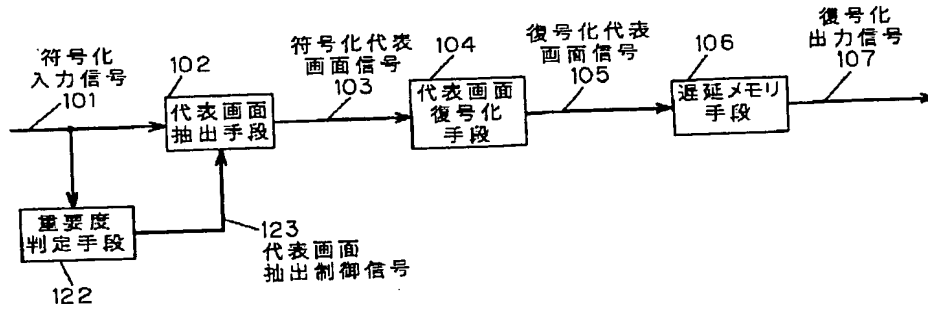 符号化
入力信号
101
102
代表画面
抽出手段
符号化代表
画面信号
103
104
代表画面
復号化
手段
復号化代表
画面信号
105
106
遅延メモリ
手段
復号化
出力信号
107
重要度
判定手段
122
123
代表画面
抽出制御信号